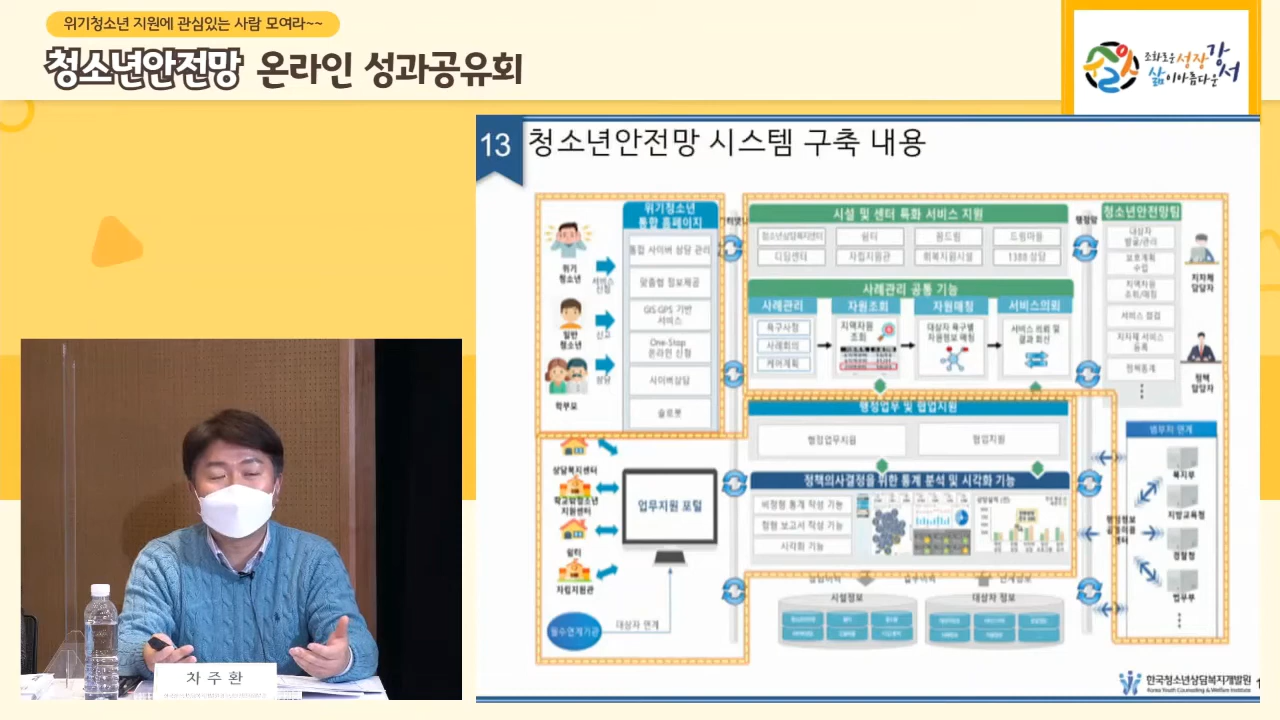 위기청소년 지원에 관심있는 사람 모여라~~
청소년안전망 온라인 성과공유회
조화로운 성장 강서
삶이 아름다운
13 청소년안전망 시스템 구축 내용
위기청소년
통합 홈페이지
통합 사이버 상담 관리
맞춤형 정보제공
GIS GPS 기반
서비스
One-Stop
온라인 신청
사이버상담
솔로봇
위기
청소년
서비스
신청
일반
청소년
신고
학부모
상담
시설 및 센터 특화 서비스 지원
청소년상담복지센터
쉼터
꿈드림
드림마을
디딤센터
자립지원관
회복지원시설
1388 상담
사례관리 공통 기능
사례관리
자원조회
자원매칭
서비스의뢰
욕구사정
사례회의
케어계획
지역자원
조회
대상자 욕구별
자원정보 매칭
서비스 의뢰 및
결과 회신
행정망
청소년안전망팀
대상자
발굴/관리
보호계획
수립
지역자원
조회/매칭
서비스 점검
지자체 서비스
등록
정책통계
지자체
담당자
정책
담당자
행정업무 및 협업지원
행정업무지원
협업지원
정책의사결정을 위한 통계 분석 및 시각화 기능
비정형 통계 작성 기능
정형 보고서 작성 기능
시각화 기능
상담복지센터
학교밖청소년
지원센터
쉼터
자립지원관
필수연계기관
업무지원 포털
대상자 연계
시설정보
대상자 정보
범부처 연계
복지부
지방교육청
경찰청
법무부
행정정보
공동이용
센터
한국청소년상담복지개발원
Korea Youth Counseling & Welfare Institute
차 주 환